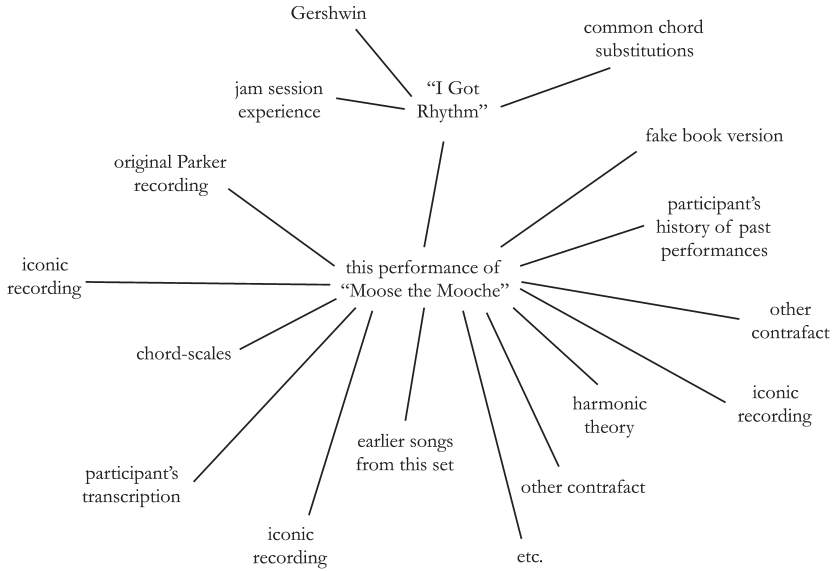 Gershwin
common chord
substitutions
jam session
experience
“I Got
Rhythm”
fake book version
original Parker
recording
participant’s
history of past
performances
iconic
recording
this performance of
“Moose the Mooche”
other
contrafact
chord-scales
harmonic
theory
iconic
recording
earlier songs
from this set
participant’s
transcription
other contrafact
iconic
recording
etc.